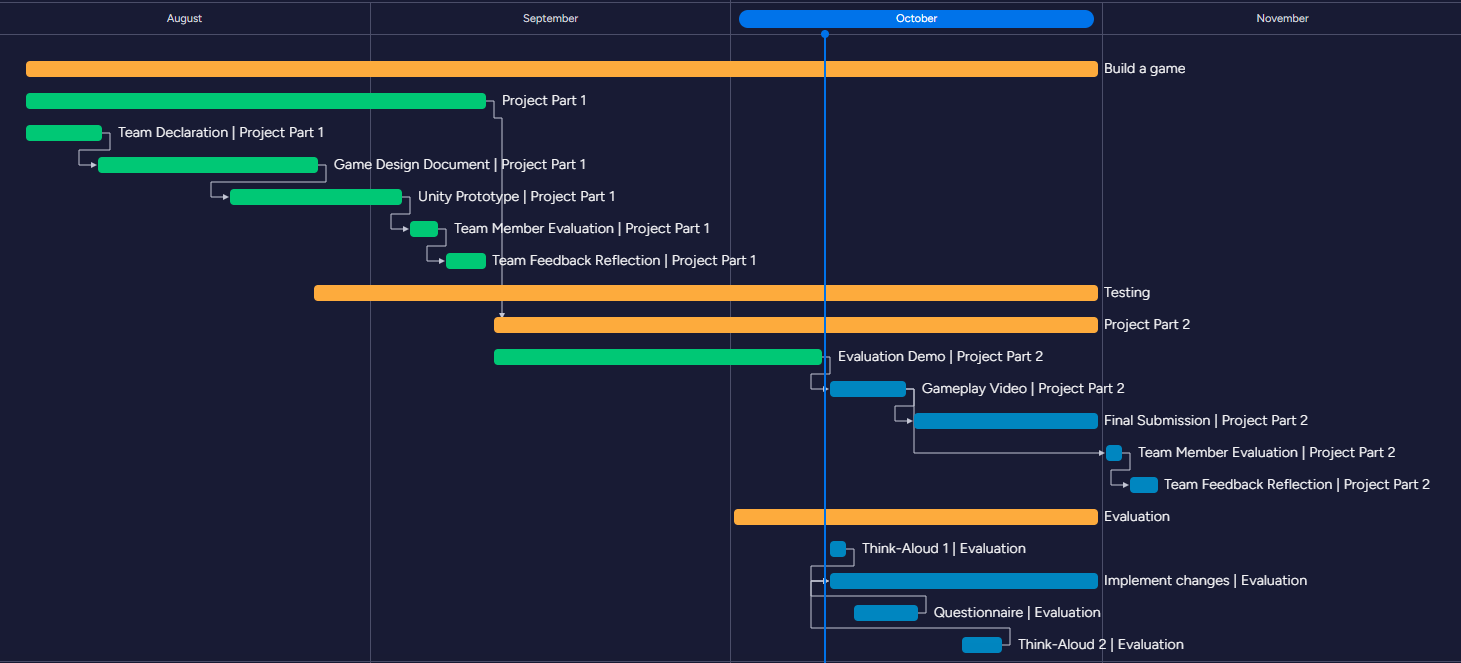 August
September
October
November
Build a game
Project Part 1
Team Declaration | Project Part 1
Game Design Document | Project Part 1
Unity Prototype | Project Part 1
Team Member Evaluation | Project Part 1
Team Feedback Reflection | Project Part 1
Testing
Project Part 2
Evaluation Demo | Project Part 2
Gameplay Video | Project Part 2
Final Submission | Project Part 2
Team Member Evaluation | Project Part 2
Team Feedback Reflection | Project Part 2
Evaluation
Think-Aloud 1 | Evaluation
Implement changes | Evaluation
Questionnaire | Evaluation
Think-Aloud 2 | Evaluation